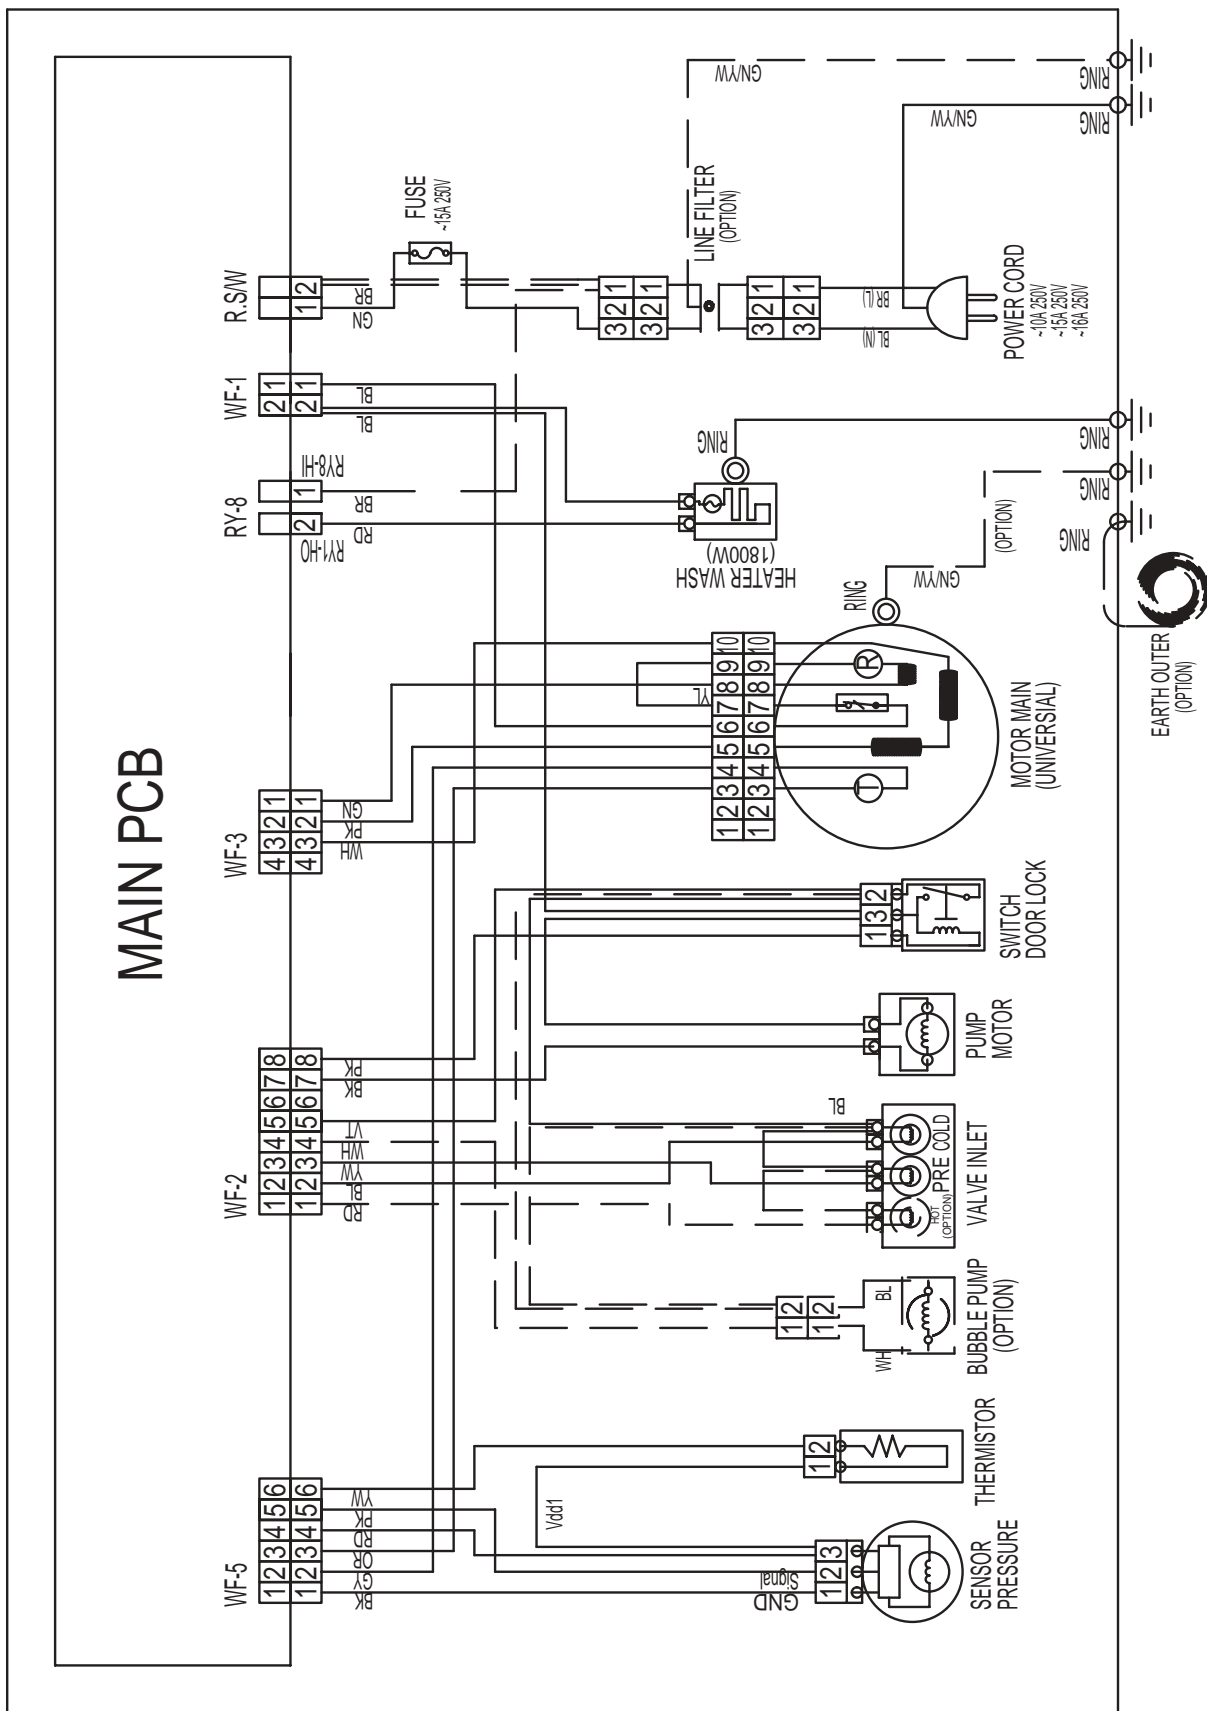 MAIN PCB
WF-5
1 2 3 4 5 6
1 2 3 4 5 6
BK
GY
OR
RD
PK
YW
WF-2
1 2 3 4 5 6 7 8
1 2 3 4 5 6 7 8
RD
BL
YW
WH
VT
BK
PK
WF-3
4 3 2 1
4 3 2 1
WH
PK
GN
RY-8
2 1
RY1-HO
RY8-HI
RD
BR
WF-1
2 1
2 1
BL
BL
R.S/W
1 2
GN
BR
FUSE
~15A 250V
3 2 1
3 2 1
LINE FILTER
(OPTION)
3 2 1
3 2 1
BL (N)
BR (L)
POWER CORD
~10A 250V
~15A 250V
~16A 250V
GN/YW
GN/YW
RING
RING
RING
HEATER WASH
(1800W)
RING
RING
RING
(OPTION)
GN/YW
RING
EARTH OUTER
(OPTION)
YL
1 2 3 4 5 6 7 8 9 10
1 2 3 4 5 6 7 8 9 10
T
R
MOTOR MAIN
(UNIVERSIAL)
1 3 2
SWITCH
DOOR LOCK
PUMP
MOTOR
BL
HOT
(OPTION)
PRE
COLD
VALVE INLET
1 2
1 2
WH
BL
BUBBLE PUMP
(OPTION)
1 2
THERMISTOR
Vdd1
Signal
GND
1 2 3
SENSOR
PRESSURE